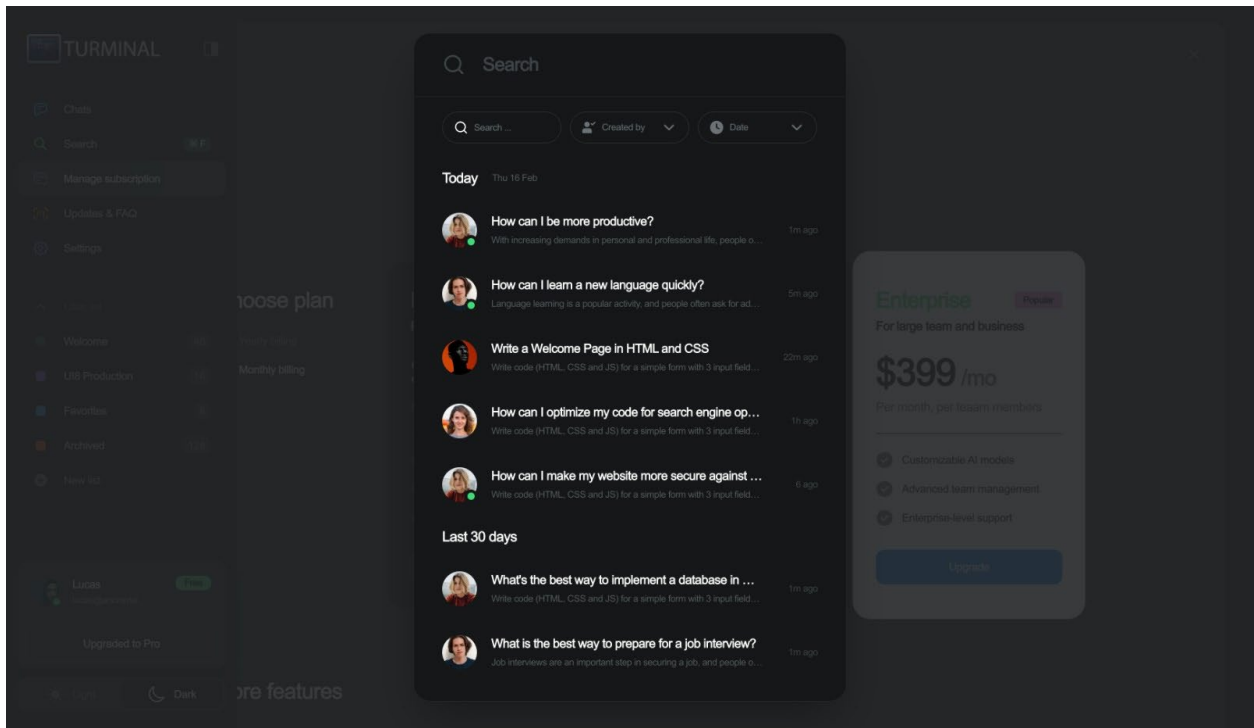 TURMINAL
Chats
Search ⌘ F
Manage subscription
Updates & FAQ
Settings
Welcome
UI8 Production
Favorites
Archived
New list
Lucas Free
Upgraded to Pro
Light Dark
hoose plan
Monthly billing
ore features
Search
Search ...
Created by
Date
Today Thu 16 Feb
How can I be more productive?
With increasing demands in personal and professional life, people o...
1m ago
How can I learn a new language quickly?
Language learning is a popular activity, and people often ask for ad...
5m ago
Write a Welcome Page in HTML and CSS
Write code (HTML, CSS and JS) for a simple form with 3 input field...
22m ago
How can I optimize my code for search engine op...
Write code (HTML, CSS and JS) for a simple form with 3 input field...
1h ago
How can I make my website more secure against ...
Write code (HTML, CSS and JS) for a simple form with 3 input field...
6 ago
Last 30 days
What's the best way to implement a database in ...
Write code (HTML, CSS and JS) for a simple form with 3 input field...
1m ago
What is the best way to prepare for a job interview?
Job interviews are an important step in securing a job, and people o...
1m ago
Enterprise Popular
For large team and business
$399 /mo
Per month, per teaam members
Customizable AI models
Advanced team management
Enterprise-level support
Upgrade